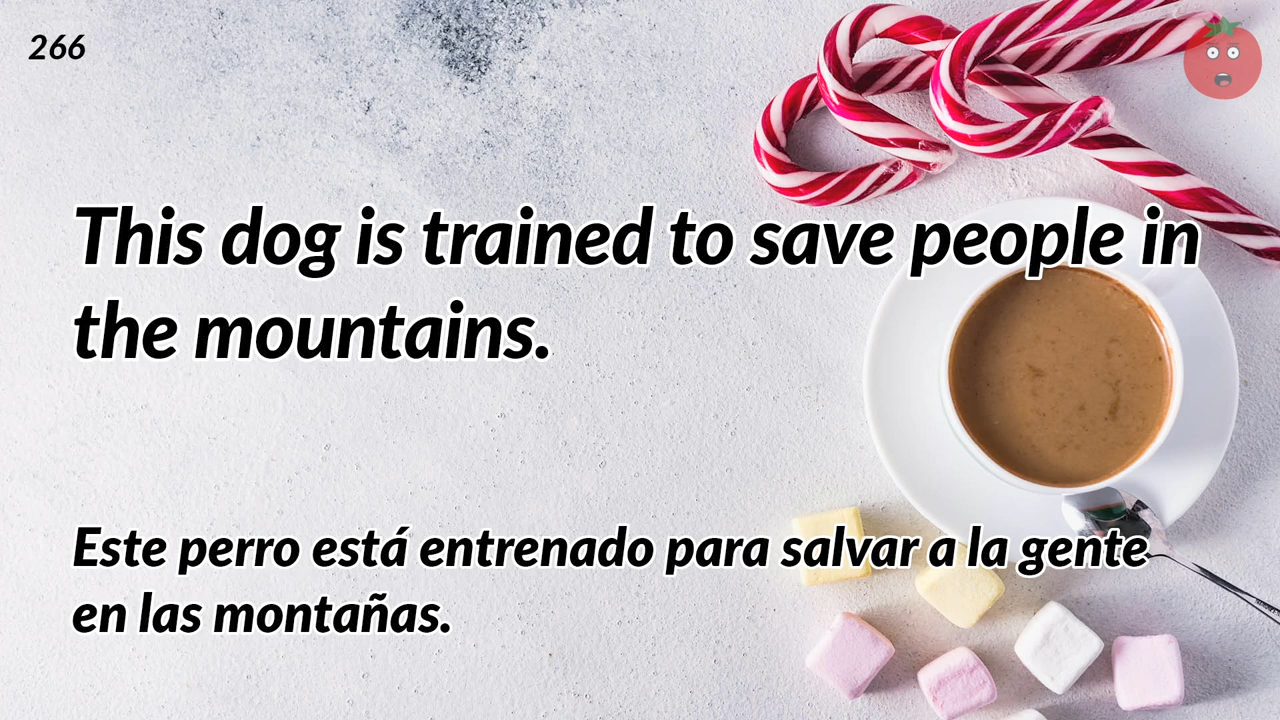 266
This dog is trained to save people in
the mountains.
Este perro está entrenado para salvar a la gente
en las montañas.